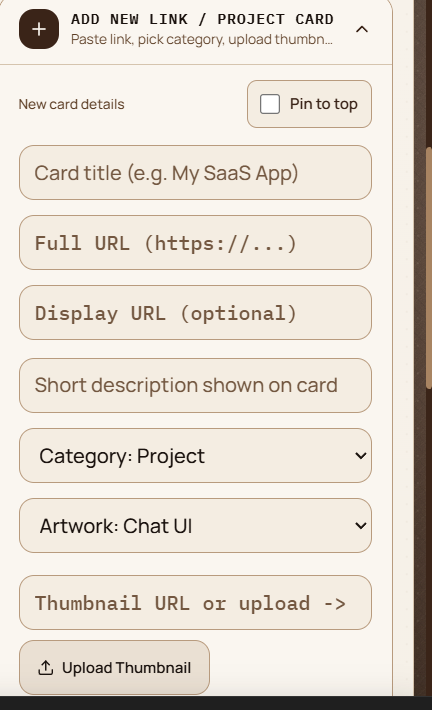 ADD NEW LINK / PROJECT CARD
Paste link, pick category, upload thumbn...
New card details
Pin to top
Card title (e.g. My SaaS App)
Full URL (https://...)
Display URL (optional)
Short description shown on card
Category: Project
Artwork: Chat UI
Thumbnail URL or upload ->
Upload Thumbnail